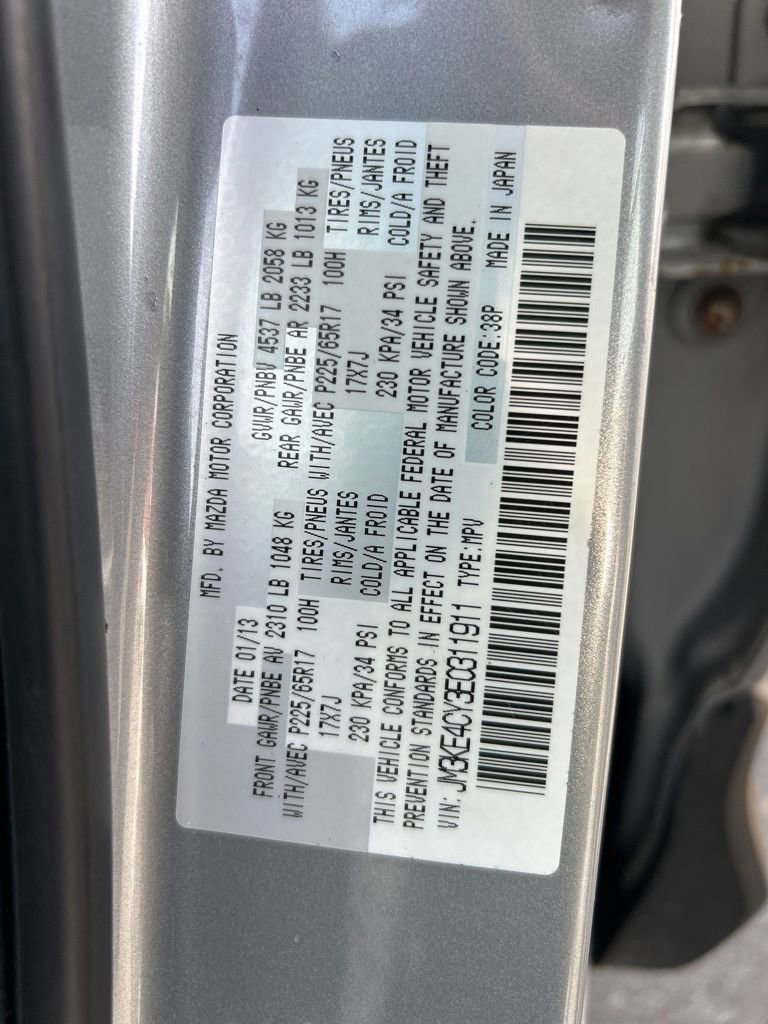 MFD. BY MAZDA MOTOR CORPORATION
DATE 01/13 GVWR/PNBV 4537 LB 2058 KG
FRONT GAWR/PNBE AV 2310 LB 1048 KG REAR GAWR/PNBE AR 2233 LB 1013 KG
WITH/AVEC P225/65R17 100H TIRES/PNEUS WITH/AVEC P225/65R17 100H TIRES/PNEUS
17X7J RIMS/JANTES 17X7J RIMS/JANTES
230 KPA/34 PSI COLD/A FROID 230 KPA/34 PSI COLD/A FROID
THIS VEHICLE CONFORMS TO ALL APPLICABLE FEDERAL MOTOR VEHICLE SAFETY AND THEFT
PREVENTION STANDARDS IN EFFECT ON THE DATE OF MANUFACTURE SHOWN ABOVE.
VIN: JM3KE4CY3E0311911 TYPE:MPV COLOR CODE:38P MADE IN JAPAN